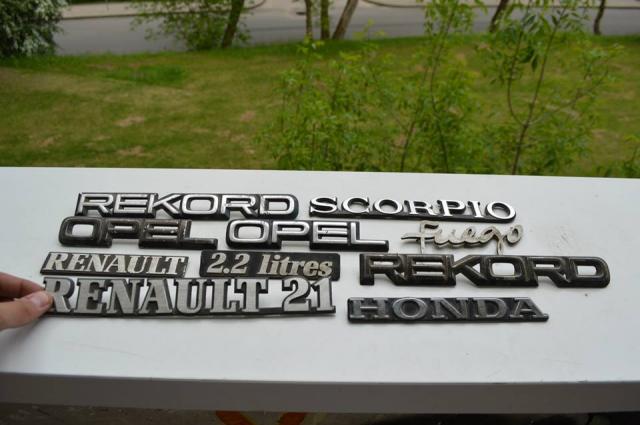 REKORD SCORPIO
OPEL OPEL Fuego
RENAULT 2.2 litres REKORD
RENAULT 21 HONDA